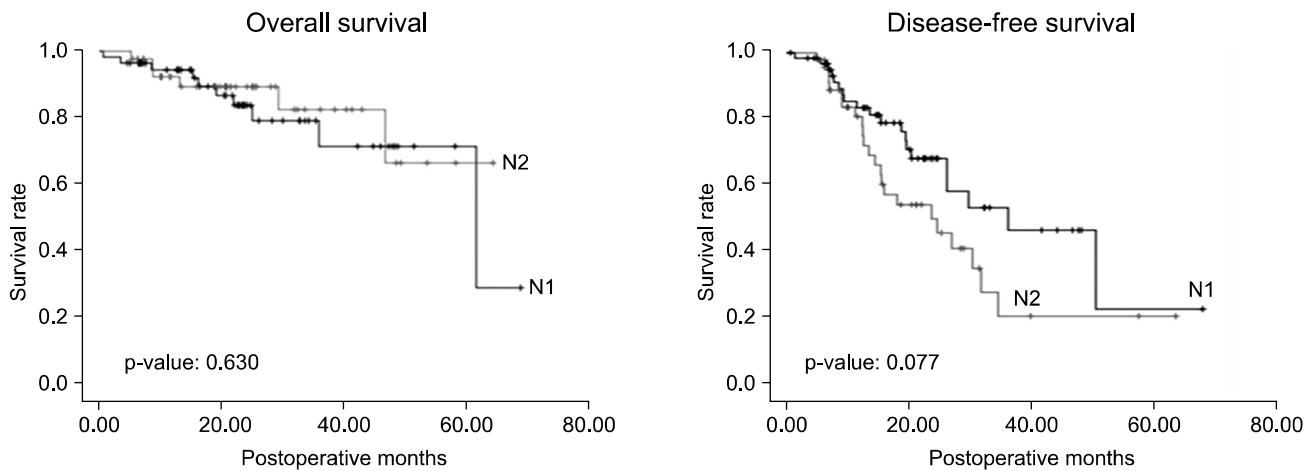 Overall survival
1.0
0.8
0.6
0.4
0.2
0.0
Survival rate
N2
N1
p-value: 0.630
0.00 20.00 40.00 60.00 80.00
Postoperative months
Disease-free survival
1.0
0.8
0.6
0.4
0.2
0.0
Survival rate
N2
N1
p-value: 0.077
0.00 20.00 40.00 60.00 80.00
Postoperative months